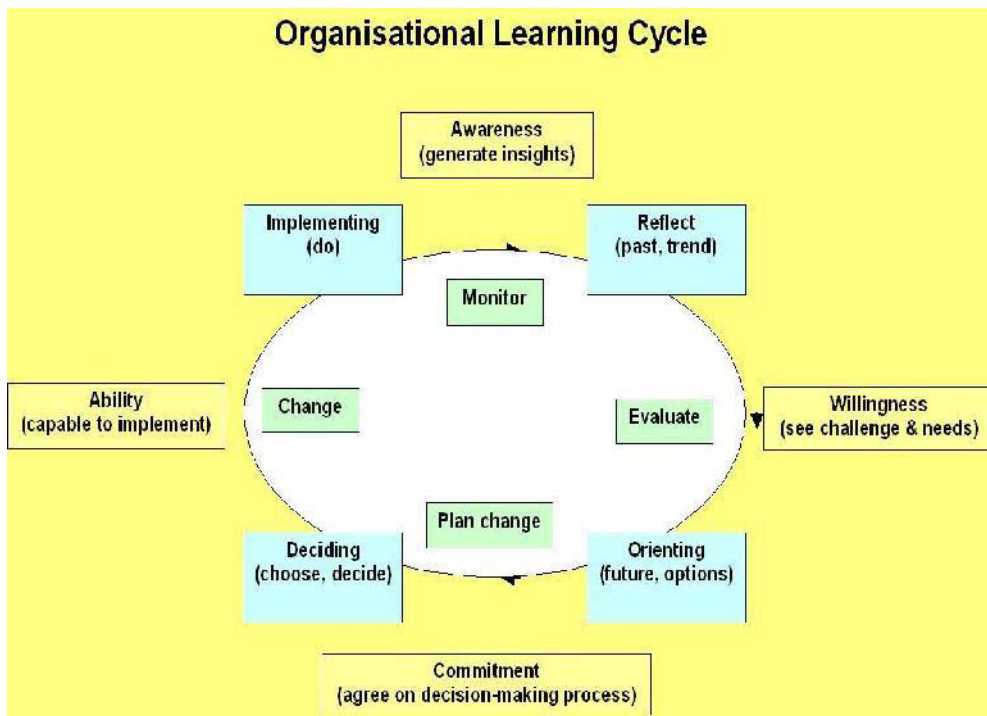 Organisational Learning Cycle
Awareness
(generate insights)
Implementing
(do)
Reflect
(past, trend)
Monitor
Ability
(capable to implement)
Change
Evaluate
Willingness
(see challenge & needs)
Plan change
Deciding
(choose, decide)
Orienting
(future, options)
Commitment
(agree on decision-making process)